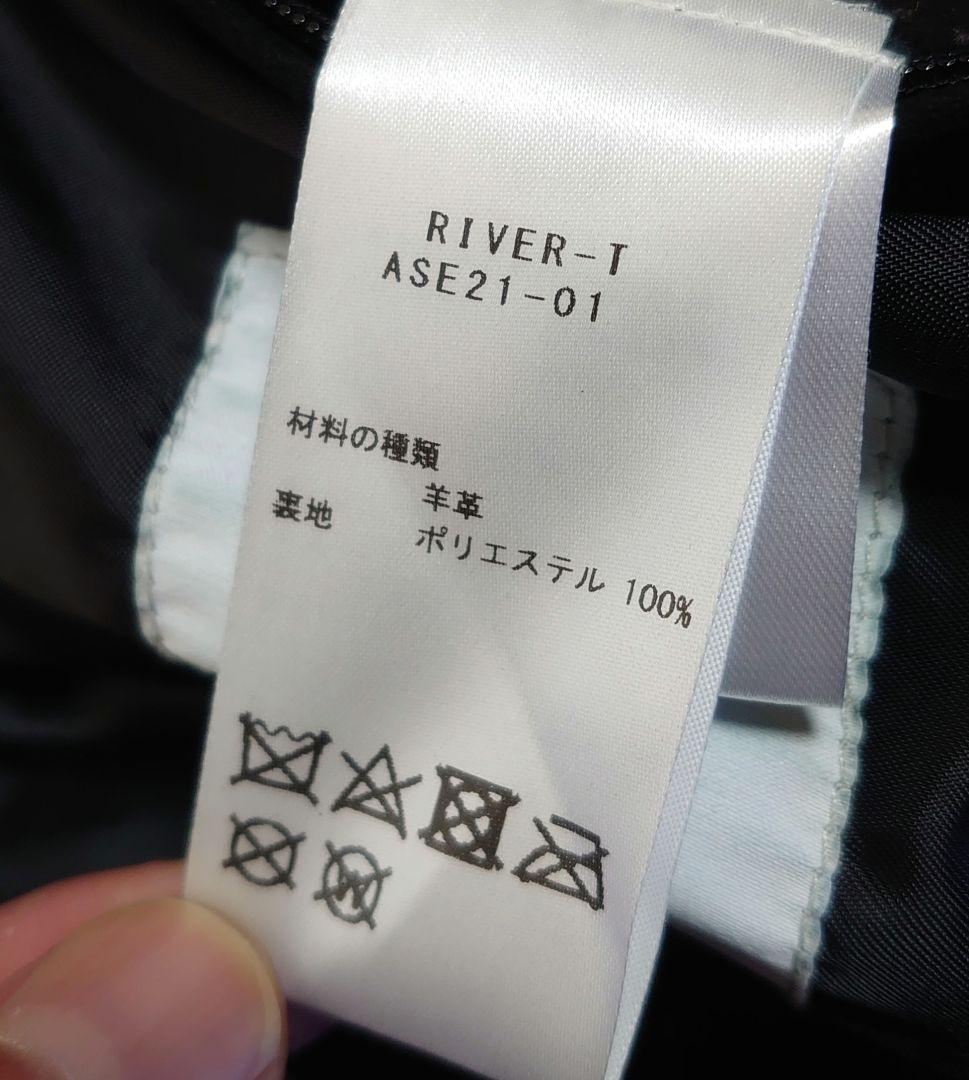 RIVER-T
ASE21-01
材料の種類
羊革
裏地 ポリエステル 100%
W